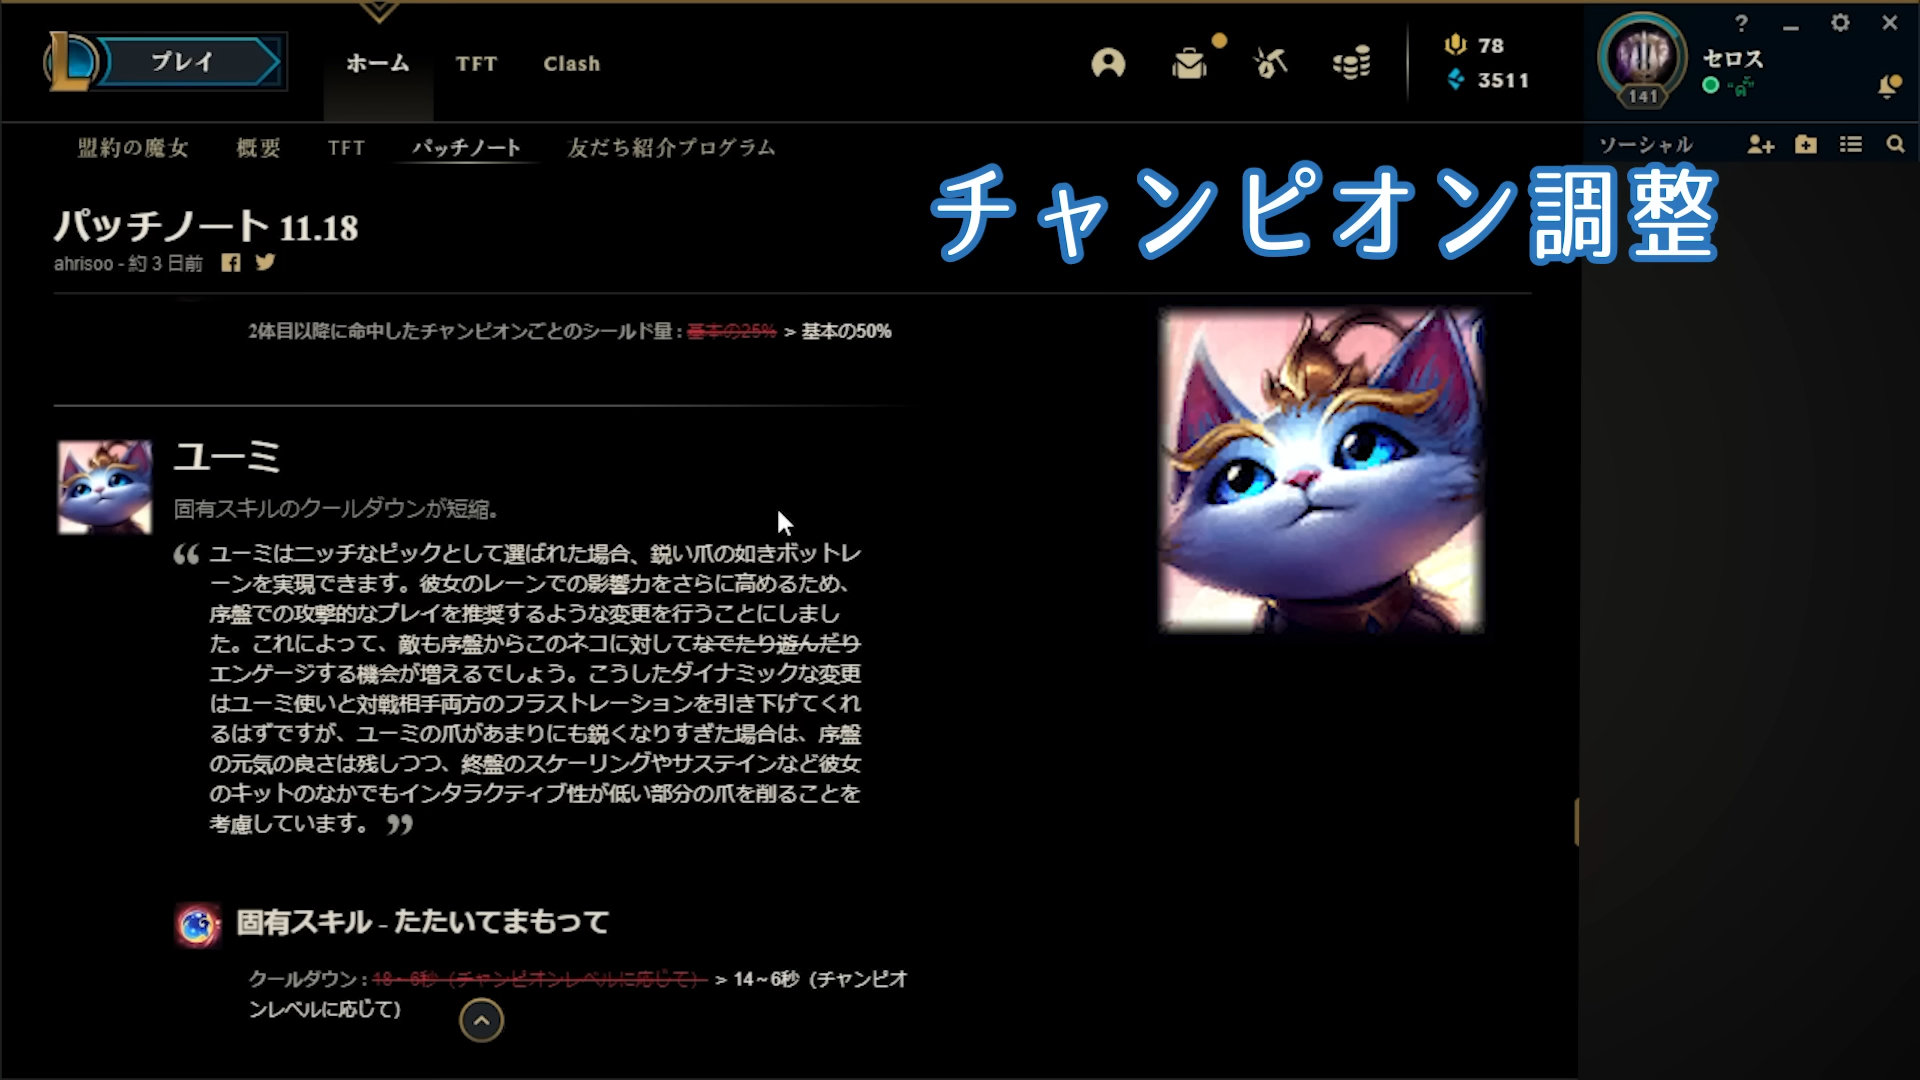 プレイ
ホーム
TFT
Clash
78
3511
?
セロス
141
盟約の魔女
概要
TFT
パッチノート
友だち紹介プログラム
ソーシャル
チャンピオン調整
パッチノート 11.18
ahrisoo - 約 3 日前
2体目以降に命中したチャンピオンごとのシールド量 : 基本の25% > 基本の50%
ユーミ
固有スキルのクールダウンが短縮。
“ユーミはニッチなピックとして選ばれた場合、鋭い爪の如きボットレ
ーンを実現できます。彼女のレーンでの影響力をさらに高めるため、
序盤での攻撃的なプレイを推奨するような変更を行うことにしまし
た。これによって、敵も序盤からこのネコに対してなでたり遊んだり
エンゲージする機会が増えるでしょう。こうしたダイナミックな変更
はユーミ使いと対戦相手両方のフラストレーションを引き下げてくれ
るはずですが、ユーミの爪があまりにも鋭くなりすぎた場合は、序盤
の元気の良さは残しつつ、終盤のスケーリングやサステインなど彼女
のキットのなかでもインタラクティブ性が低い部分の爪を削ることを
考慮しています。”
固有スキル - たたいてまもって
クールダウン : 18～6秒（チャンピオンレベルに応じて） > 14～6秒（チャンピオ
ンレベルに応じて）